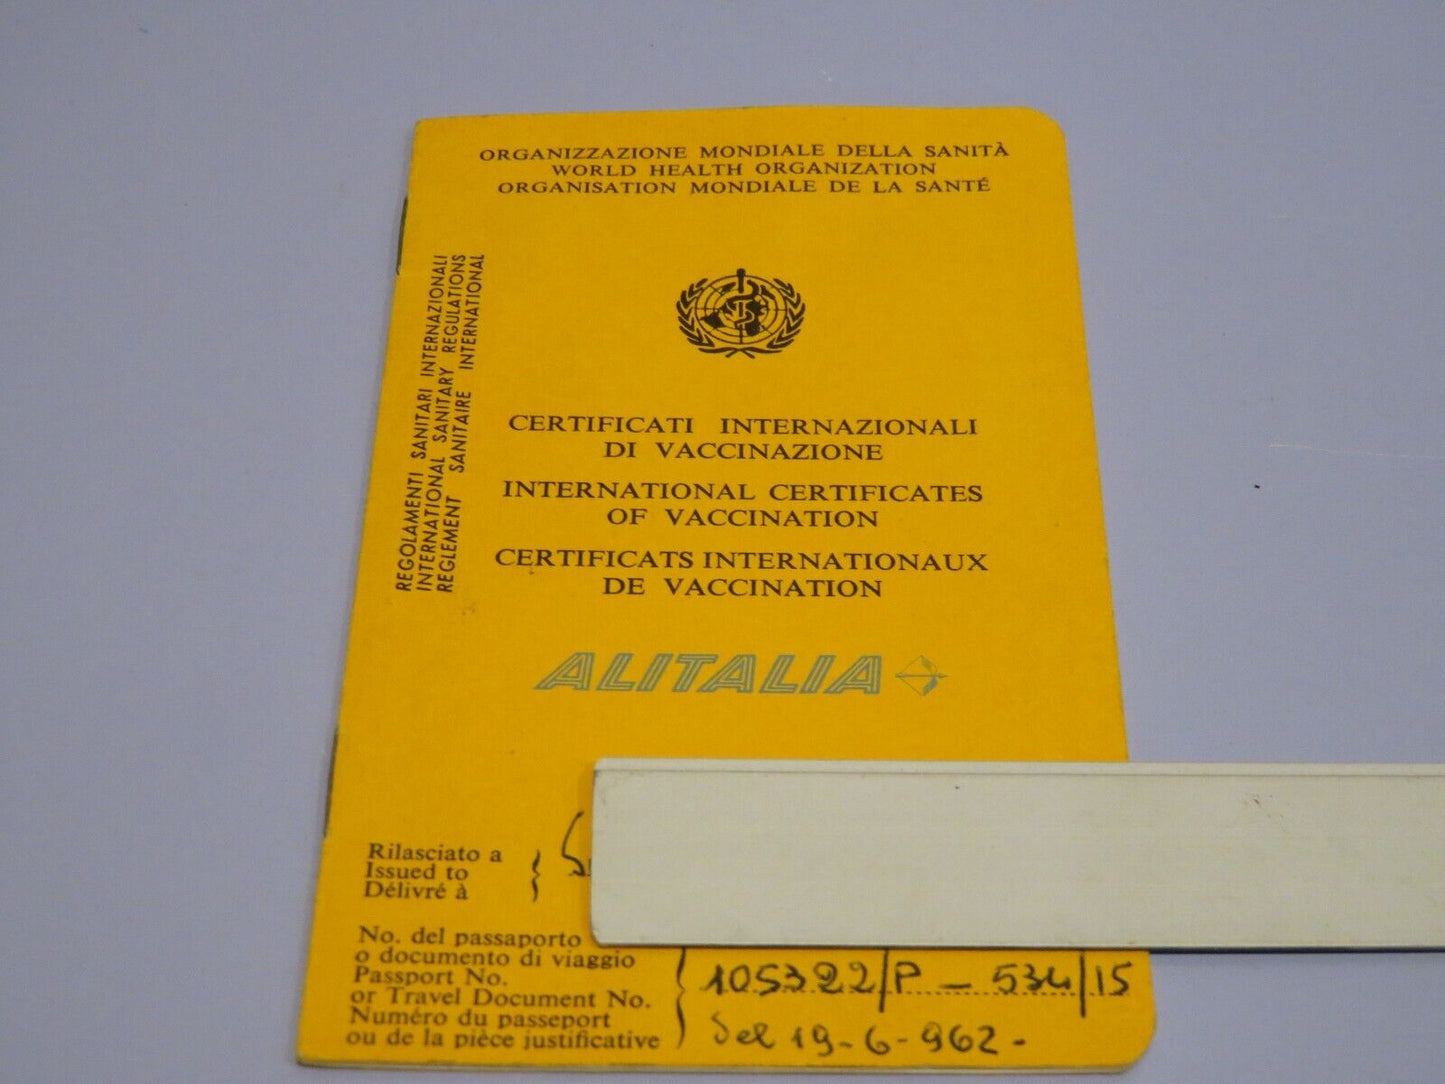 ORGANIZZAZIONE MONDIALE DELLA SANITÀ
WORLD HEALTH ORGANIZATION
ORGANISATION MONDIALE DE LA SANTÉ
REGOLAMENTI SANITARI INTERNAZIONALI
INTERNATIONAL SANITARY REGULATIONS
REGLEMENT SANITAIRE INTERNATIONAL
CERTIFICATI INTERNAZIONALI
DI VACCINAZIONE
INTERNATIONAL CERTIFICATES
OF VACCINATION
CERTIFICATS INTERNATIONAUX
DE VACCINATION
ALITALIA
Rilasciato a
Issued to
Délivré à
No. del passaporto
o documento di viaggio
Passport No.
or Travel Document No.
Numéro du passeport
ou de la pièce justificative
105322/P - 534/15
del 19-6-962-